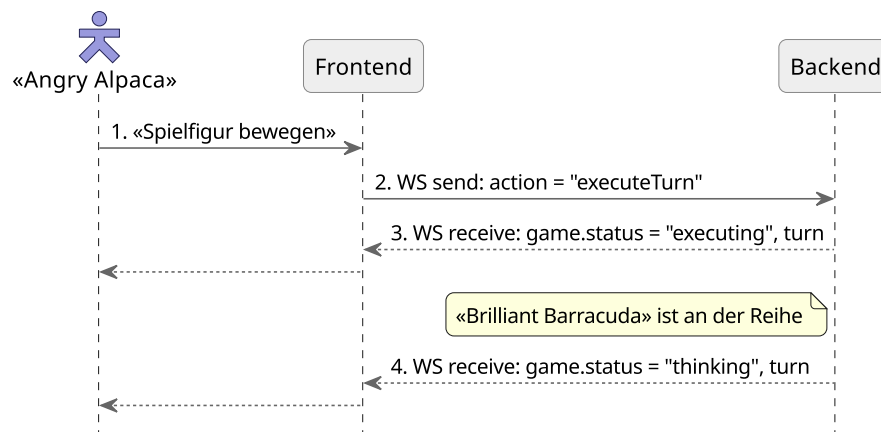 «Angry Alpaca»
Frontend
Backend
1. «Spielfigur bewegen»
2. WS send: action = "executeTurn"
3. WS receive: game.status = "executing", turn
«Brilliant Barracuda» ist an der Reihe
4. WS receive: game.status = "thinking", turn